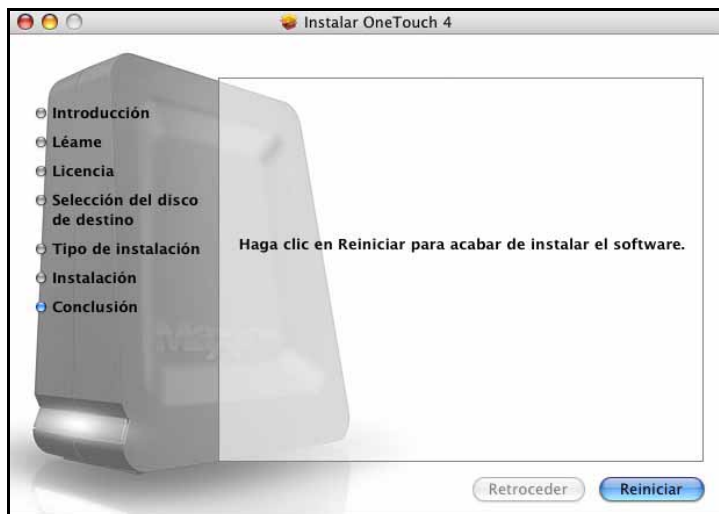 Instalar OneTouch 4
Introducción
Léame
Licencia
Selección del disco
de destino
Tipo de instalación
Instalación
Conclusión
Haga clic en Reiniciar para acabar de instalar el software.
Retroceder
Reiniciar